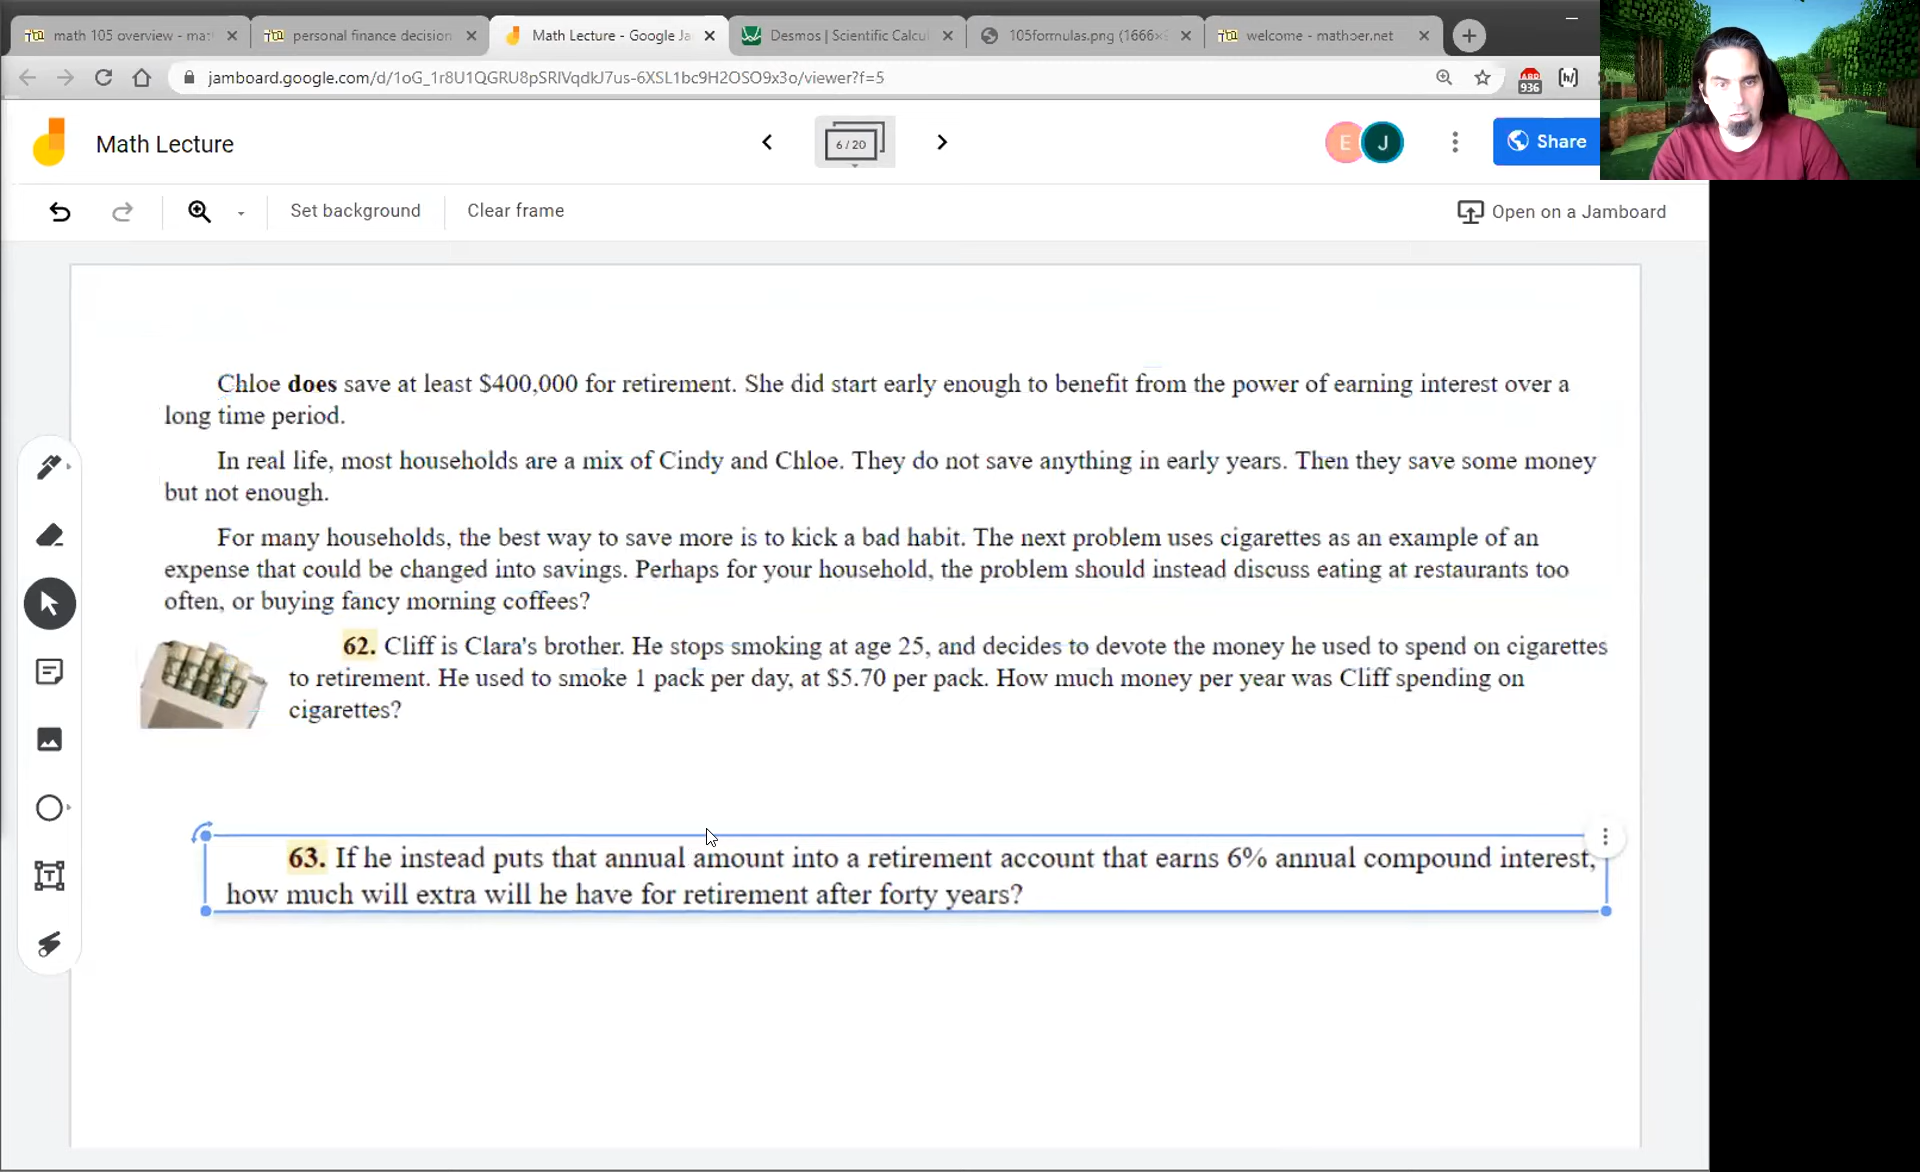 math 105 overview - mat
personal finance decision
Math Lecture - Google Ja
Desmos | Scientific Calcul
105formulas.png (1666×
welcome - mathoer.net
jamboard.google.com/d/1oG_1r8U1QGRU8pSRlVqdkJ7us-6XSL1bc9H2OSO9x3o/viewer?f=5
ABP
936
Math Lecture
6 / 20
E
J
Share
Set background
Clear frame
Open on a Jamboard
Chloe does save at least $400,000 for retirement. She did start early enough to benefit from the power of earning interest over a
long time period.
In real life, most households are a mix of Cindy and Chloe. They do not save anything in early years. Then they save some money
but not enough.
For many households, the best way to save more is to kick a bad habit. The next problem uses cigarettes as an example of an
expense that could be changed into savings. Perhaps for your household, the problem should instead discuss eating at restaurants too
often, or buying fancy morning coffees?
62. Cliff is Clara's brother. He stops smoking at age 25, and decides to devote the money he used to spend on cigarettes
to retirement. He used to smoke 1 pack per day, at $5.70 per pack. How much money per year was Cliff spending on
cigarettes?
63. If he instead puts that annual amount into a retirement account that earns 6% annual compound interest,
how much will extra will he have for retirement after forty years?